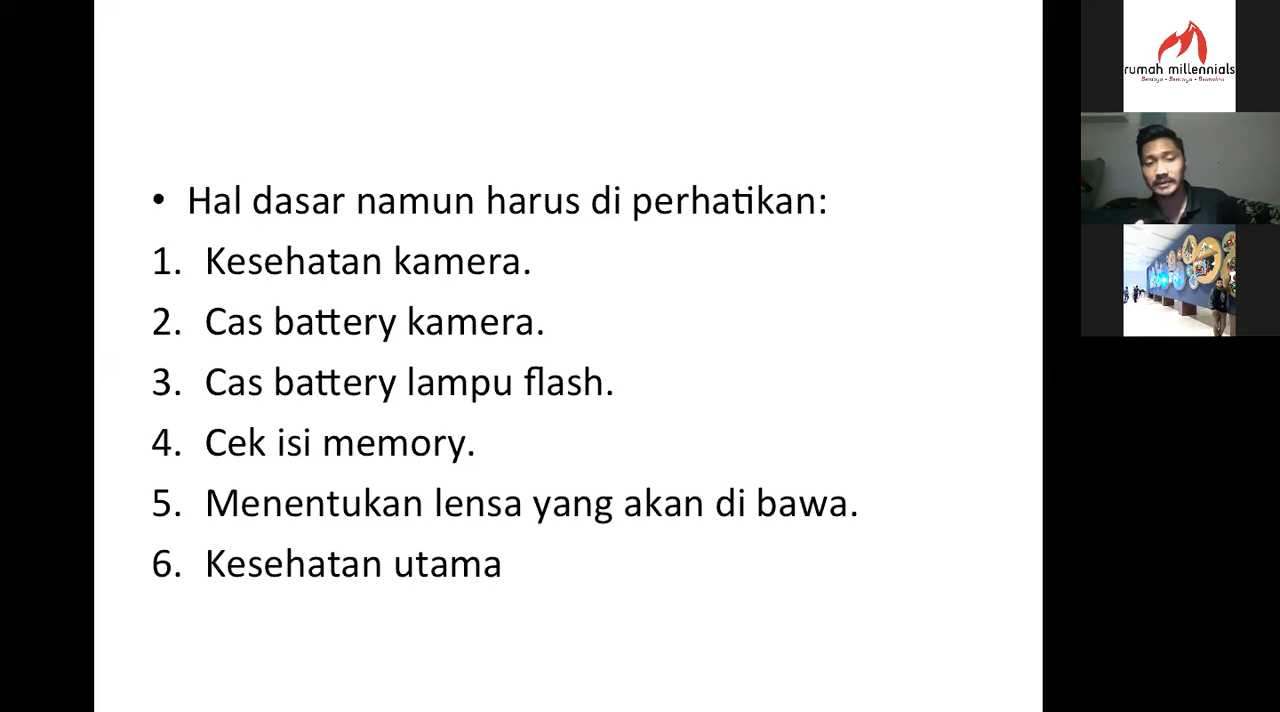 • Hal dasar namun harus di perhatikan:
1. Kesehatan kamera.
2. Cas battery kamera.
3. Cas battery lampu flash.
4. Cek isi memory.
5. Menentukan lensa yang akan di bawa.
6. Kesehatan utama
rumah millennials